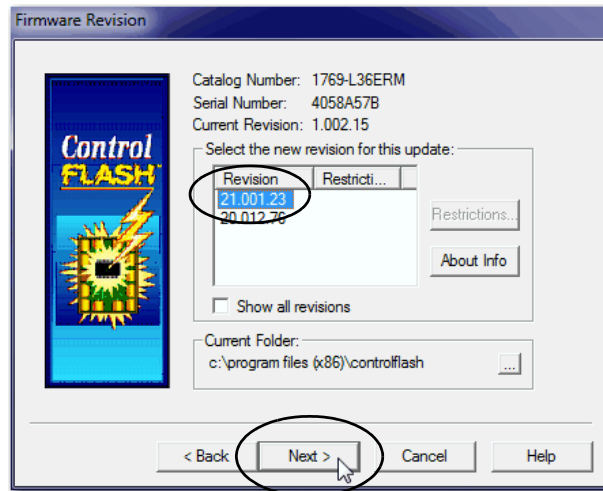 Firmware Revision
Control
FLASH
Catalog Number: 1769-L36ERM
Serial Number: 4058A57B
Current Revision: 1.002.15
Select the new revision for this update:
Revision Restricti...
21.001.23
20.012.76
Restrictions...
About Info
Show all revisions
Current Folder:
c:\program files (x86)\controlflash
...
< Back Next > Cancel Help